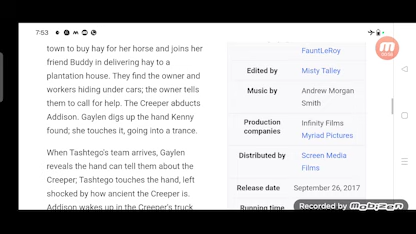 7:53
town to buy hay for her horse and joins her
friend Buddy in delivering hay to a
plantation house. They find the owner and
workers hiding under cars; the owner tells
them to call for help. The Creeper abducts
Addison. Gaylen digs up the hand Kenny
found; she touches it, going into a trance.
When Tashtego's team arrives, Gaylen
reveals the hand can tell them about the
Creeper; Tashtego touches the hand, left
shocked by how ancient the Creeper is.
Addison wakes up in the Creeper's truck
FauntLeRoy
Edited by Misty Talley
Music by Andrew Morgan
Smith
Production Infinity Films
companies Myriad Pictures
Distributed by Screen Media
Films
Release date September 26, 2017
Running time
Recorded by Mobizen